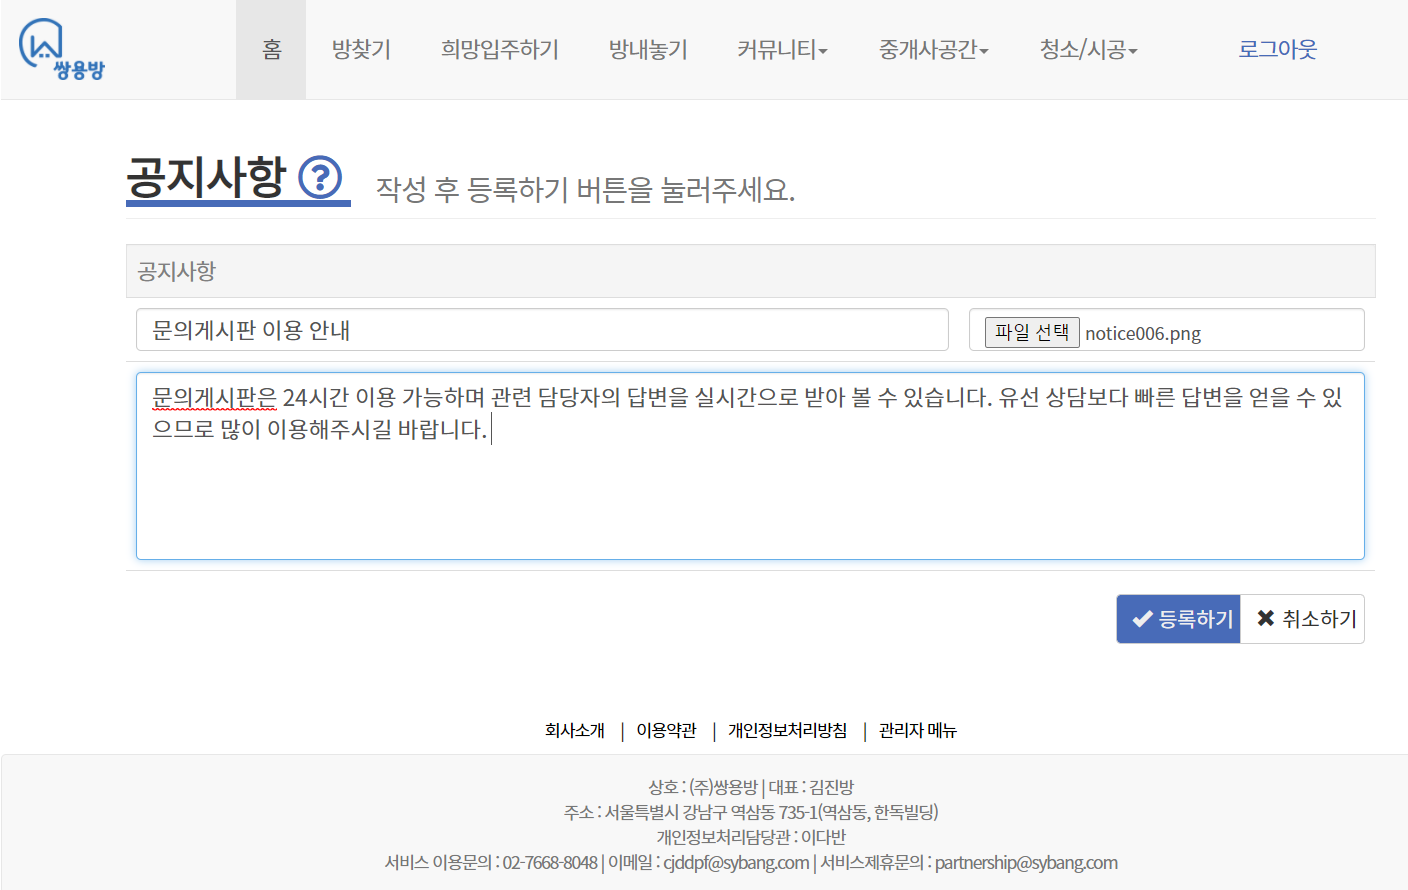 쌍용방
홈 방찾기 희망입주하기 방내놓기 커뮤니티 중개사공간 청소/시공 로그아웃
공지사항 ? 작성 후 등록하기 버튼을 눌러주세요.
공지사항
문의게시판 이용 안내 파일 선택 notice006.png
문의게시판은 24시간 이용 가능하며 관련 담당자의 답변을 실시간으로 받아 볼 수 있습니다. 유선 상담보다 빠른 답변을 얻을 수 있
으므로 많이 이용해주시길 바랍니다.
등록하기 취소하기
회사소개 | 이용약관 | 개인정보처리방침 | 관리자 메뉴
상호 : (주)쌍용방 | 대표 : 김진방
주소 : 서울특별시 강남구 역삼동 735-1(역삼동, 한독빌딩)
개인정보처리담당관 : 이다반
서비스 이용문의 : 02-7668-8048 | 이메일 : cjddpf@sybang.com | 서비스제휴문의 : partnership@sybang.com